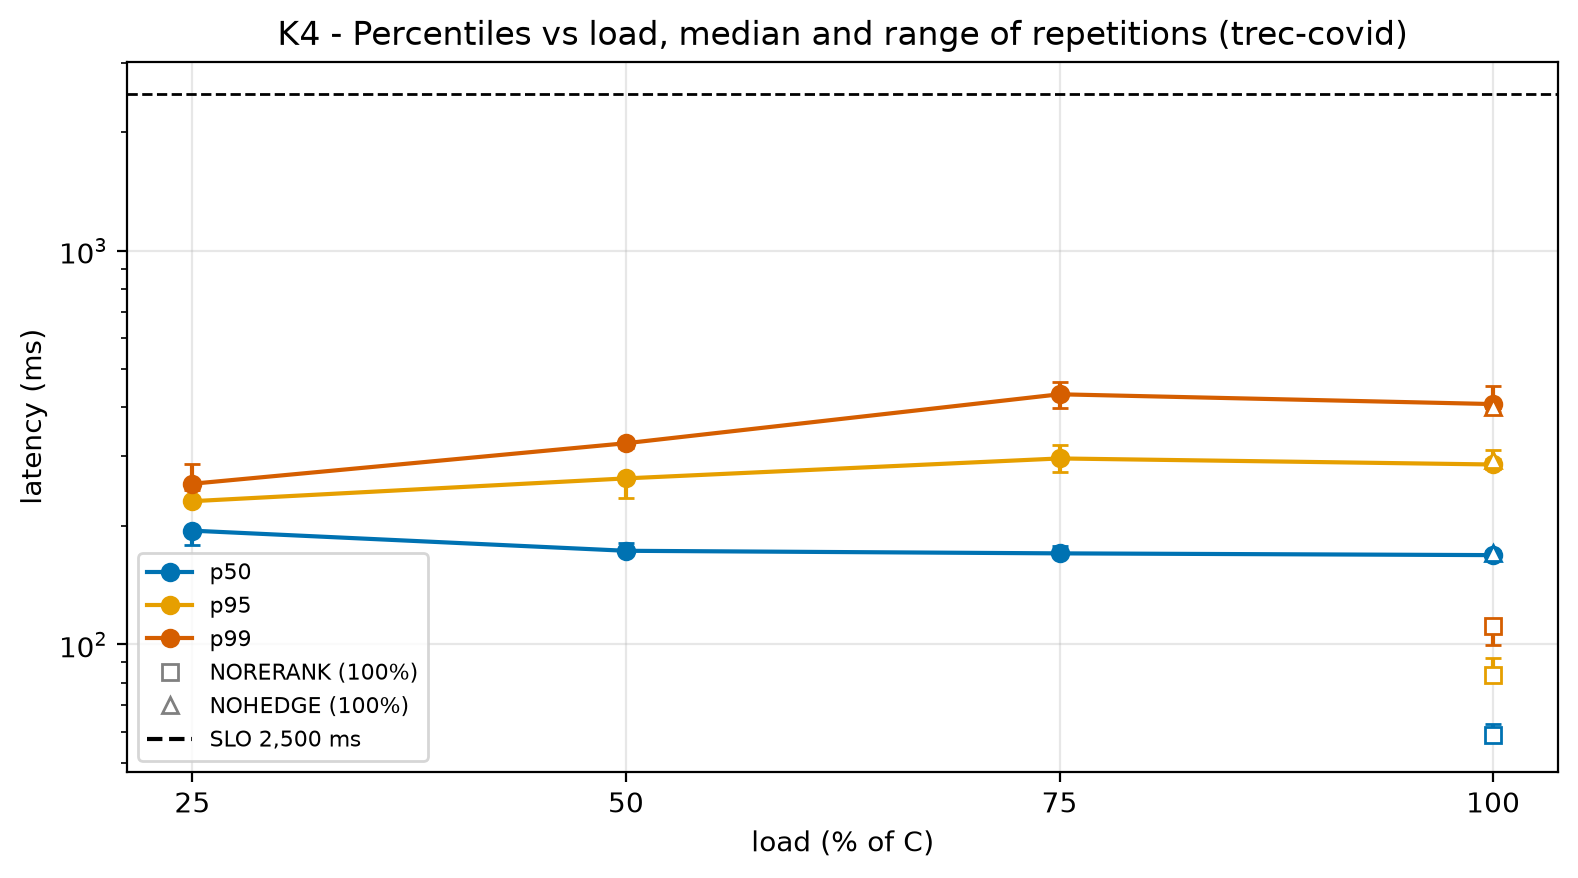 K4 - Percentiles vs load, median and range of repetitions (trec-covid)
latency (ms)
10³
10²
p50
p95
p99
NORERANK (100%)
NOHEDGE (100%)
SLO 2,500 ms
25 50 75 100
load (% of C)